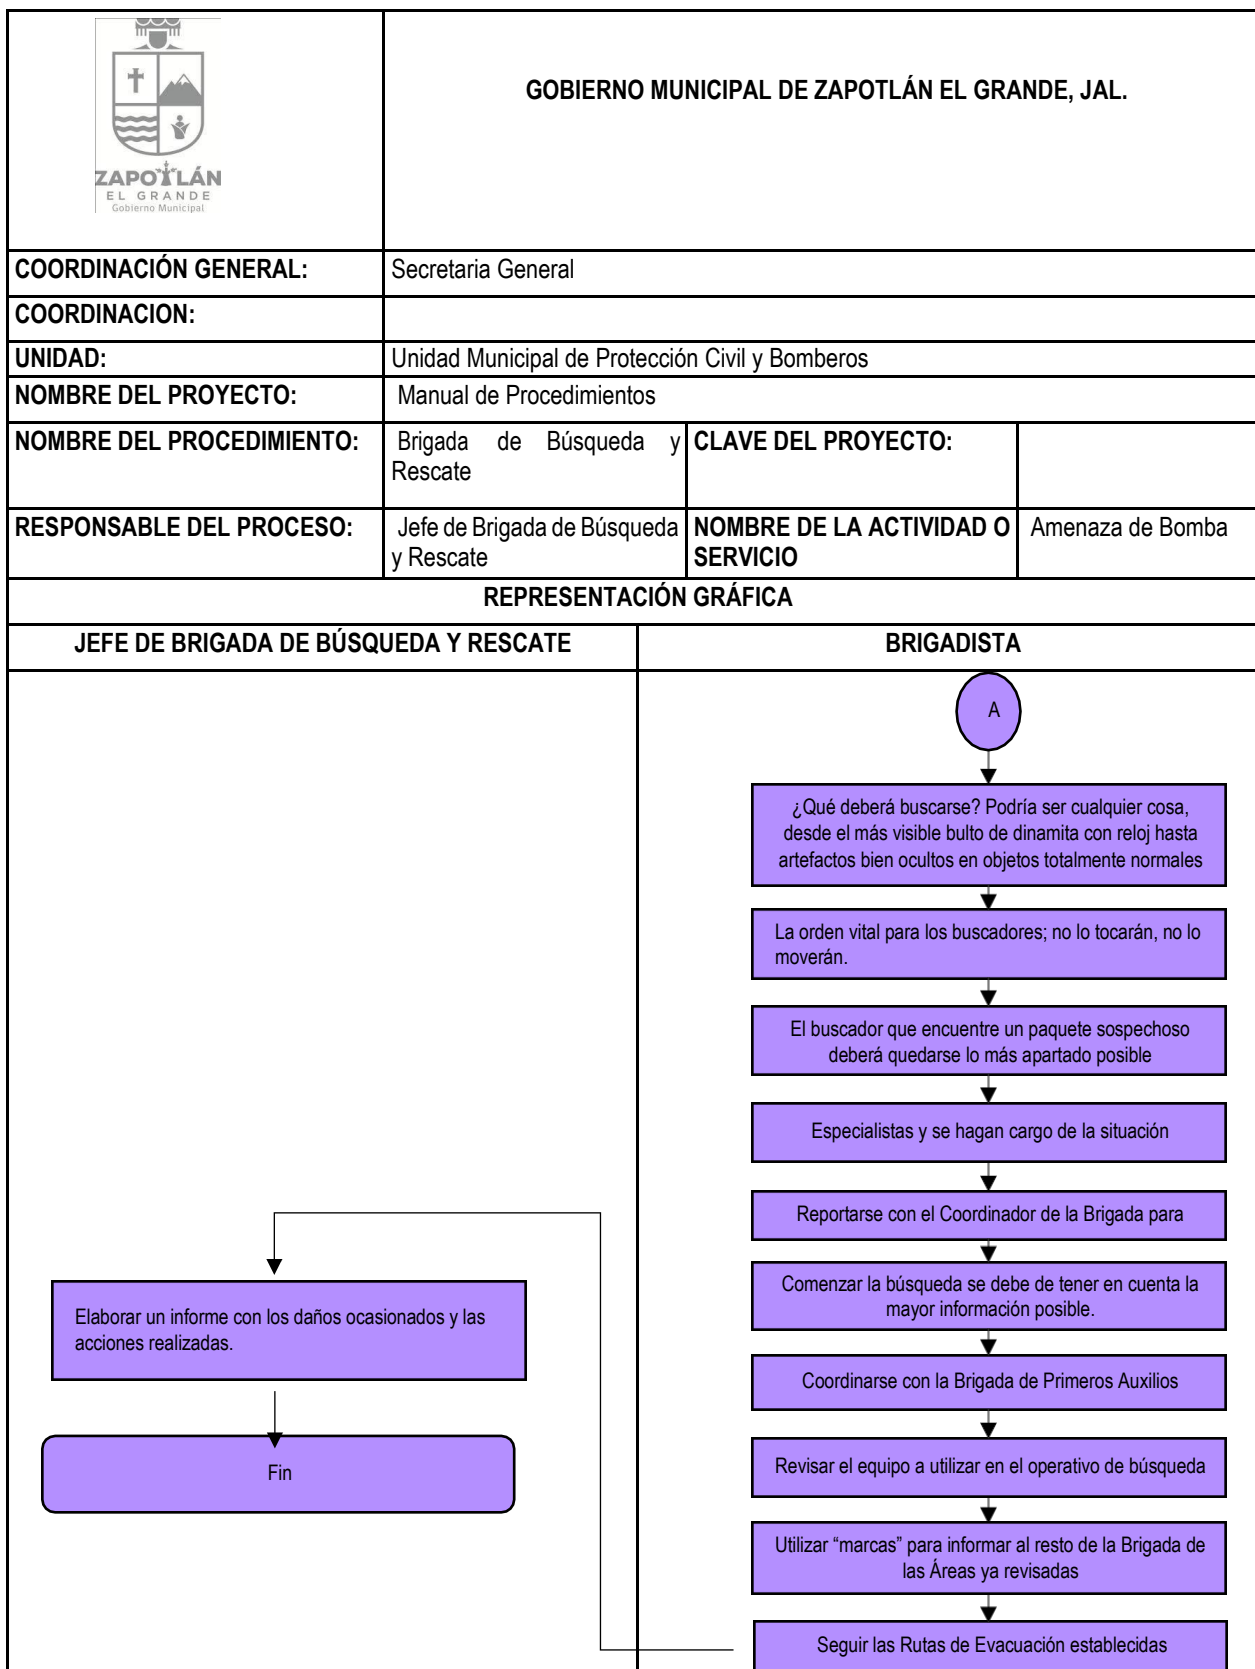 ZAPOTLÁN
EL GRANDE
Gobierno Municipal
GOBIERNO MUNICIPAL DE ZAPOTLÁN EL GRANDE, JAL.
COORDINACIÓN GENERAL:
Secretaria General
COORDINACION:
UNIDAD:
Unidad Municipal de Protección Civil y Bomberos
NOMBRE DEL PROYECTO:
Manual de Procedimientos
NOMBRE DEL PROCEDIMIENTO:
Brigada de Búsqueda y
Rescate
CLAVE DEL PROYECTO:
RESPONSABLE DEL PROCESO:
Jefe de Brigada de Búsqueda
y Rescate
NOMBRE DE LA ACTIVIDAD O
SERVICIO
Amenaza de Bomba
REPRESENTACIÓN GRÁFICA
JEFE DE BRIGADA DE BÚSQUEDA Y RESCATE
BRIGADISTA
A
¿Qué deberá buscarse? Podría ser cualquier cosa,
desde el más visible bulto de dinamita con reloj hasta
artefactos bien ocultos en objetos totalmente normales
La orden vital para los buscadores; no lo tocarán, no lo
moverán.
El buscador que encuentre un paquete sospechoso
deberá quedarse lo más apartado posible
Especialistas y se hagan cargo de la situación
Reportarse con el Coordinador de la Brigada para
Comenzar la búsqueda se debe de tener en cuenta la
mayor información posible.
Coordinarse con la Brigada de Primeros Auxilios
Revisar el equipo a utilizar en el operativo de búsqueda
Utilizar “marcas” para informar al resto de la Brigada de
las Áreas ya revisadas
Seguir las Rutas de Evacuación establecidas
Elaborar un informe con los daños ocasionados y las
acciones realizadas.
Fin